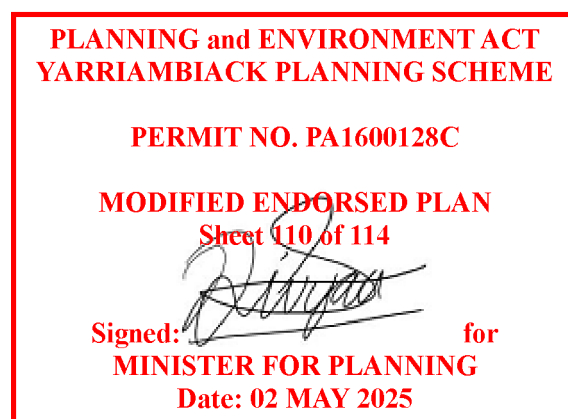 PLANNING and ENVIRONMENT ACT
YARRIAMBIACK PLANNING SCHEME
PERMIT NO. PA1600128C
MODIFIED ENDORSED PLAN
Sheet 110 of 114
Signed: for
MINISTER FOR PLANNING
Date: 02 MAY 2025